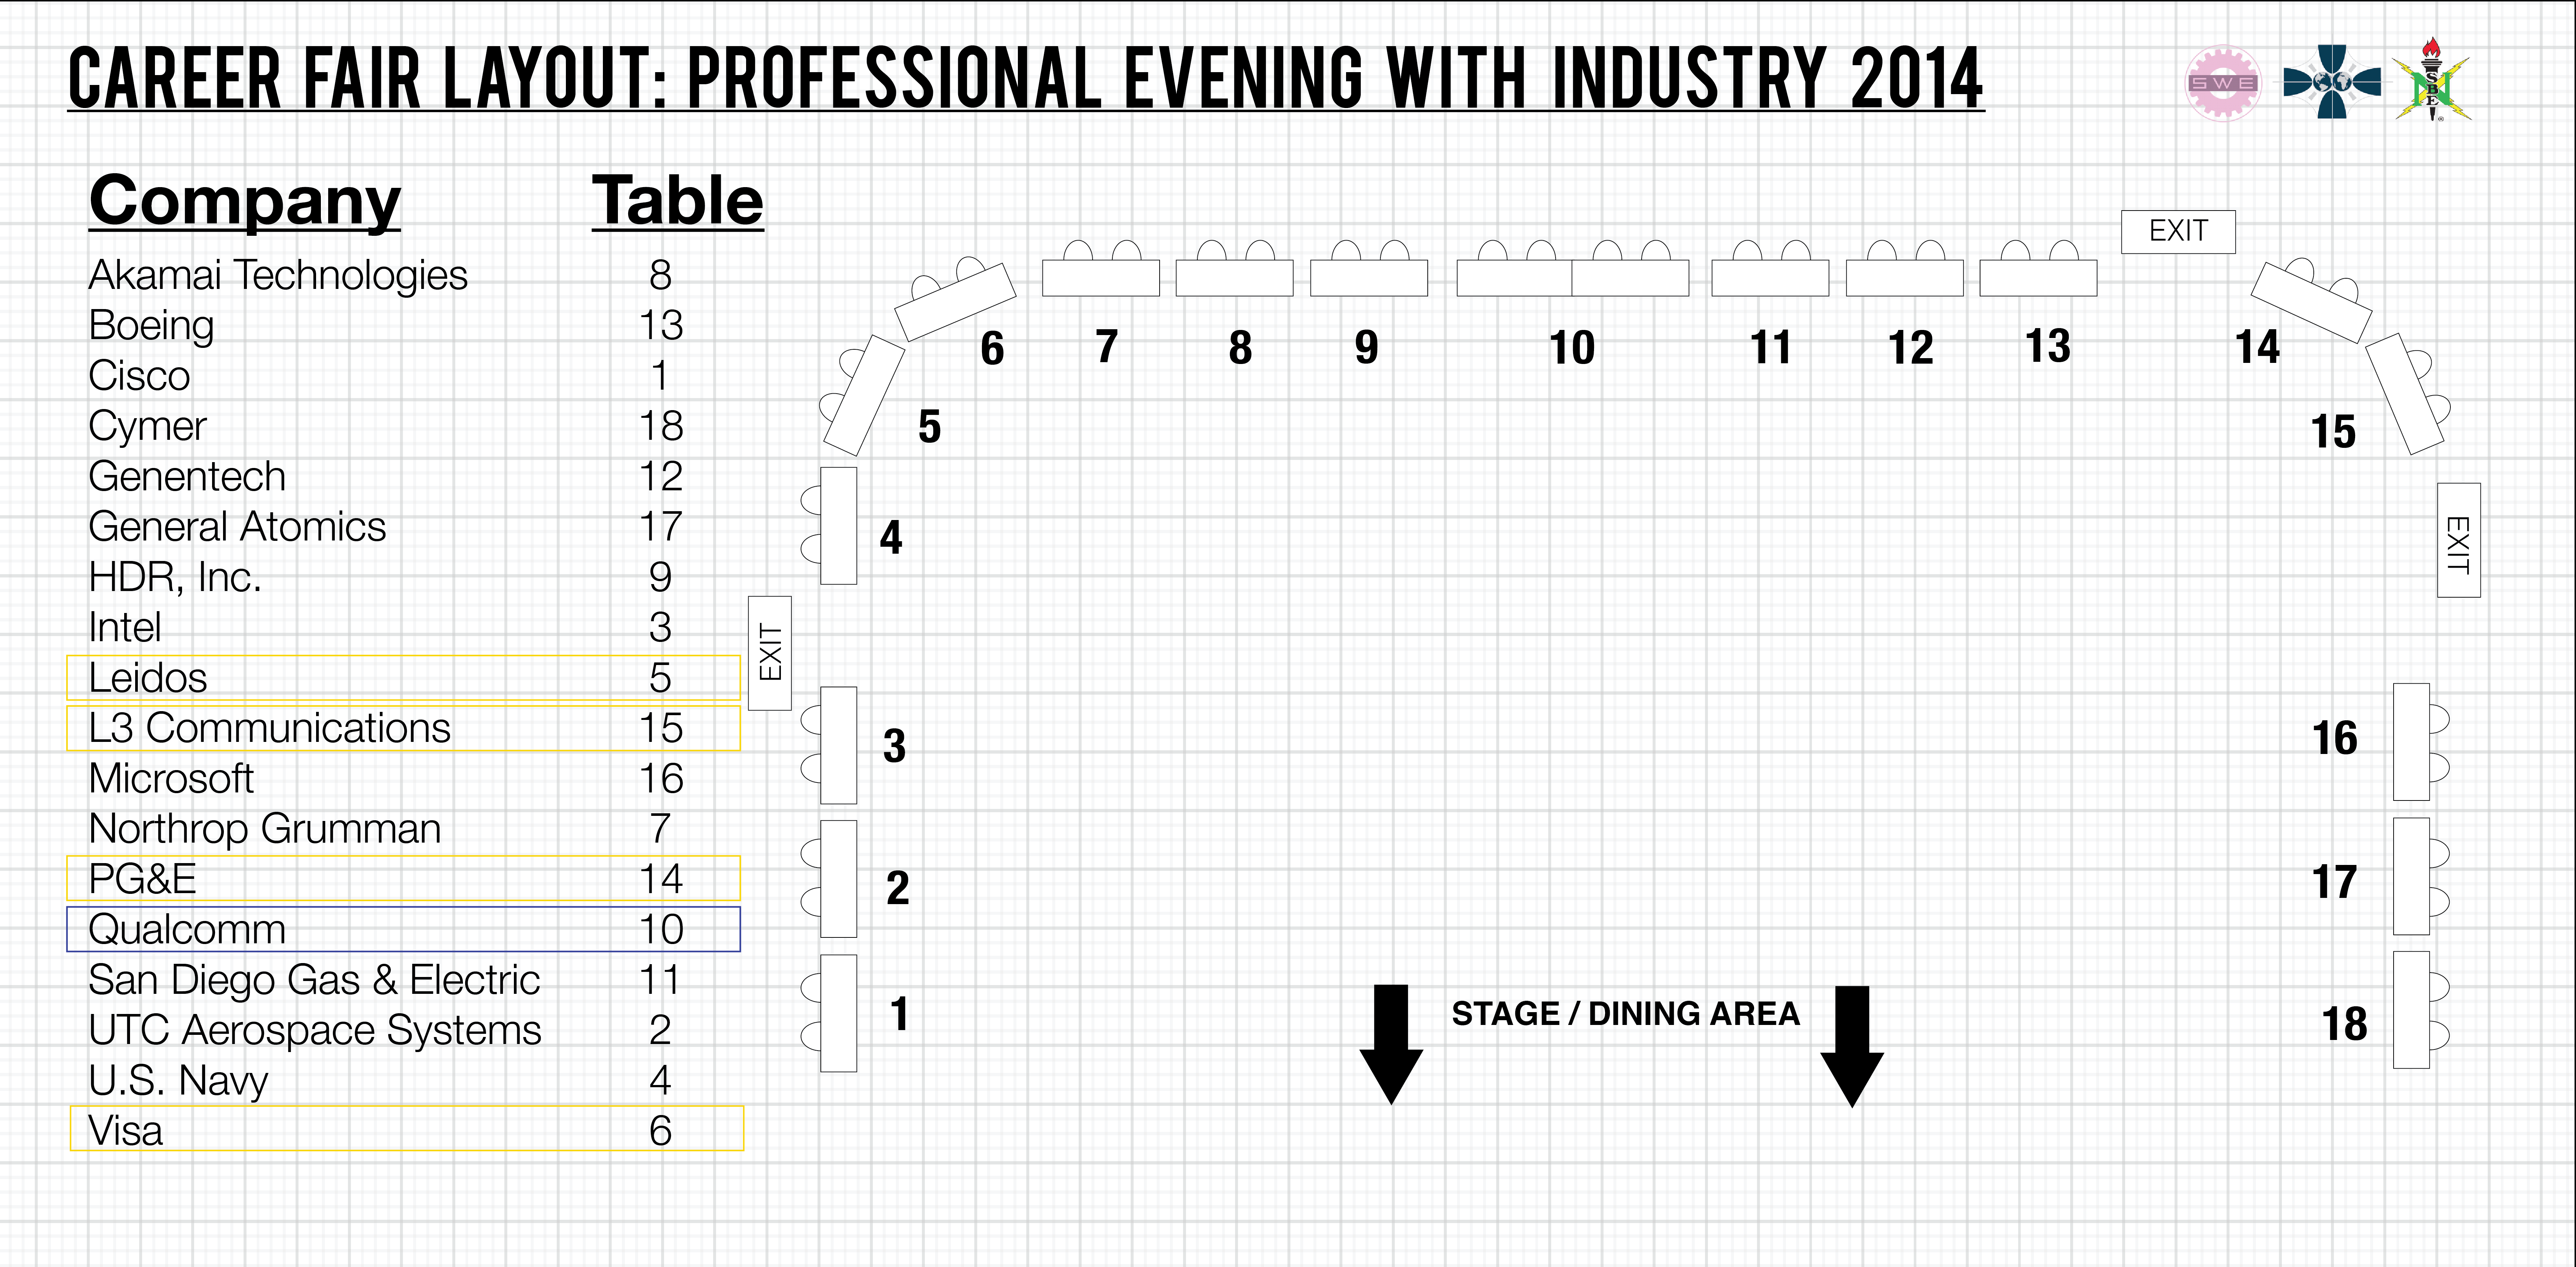 CAREER FAIR LAYOUT: PROFESSIONAL EVENING WITH INDUSTRY 2014
SWE
NSBE
®
Company Table
Akamai Technologies 8
Boeing 13
Cisco 1
Cymer 18
Genentech 12
General Atomics 17
HDR, Inc. 9
Intel 3
Leidos 5
L3 Communications 15
Microsoft 16
Northrop Grumman 7
PG&E 14
Qualcomm 10
San Diego Gas & Electric 11
UTC Aerospace Systems 2
U.S. Navy 4
Visa 6
EXIT
6 7 8 9 10 11 12 13 14
5 15
4
EXIT
EXIT
3 16
2 17
1 18
STAGE / DINING AREA